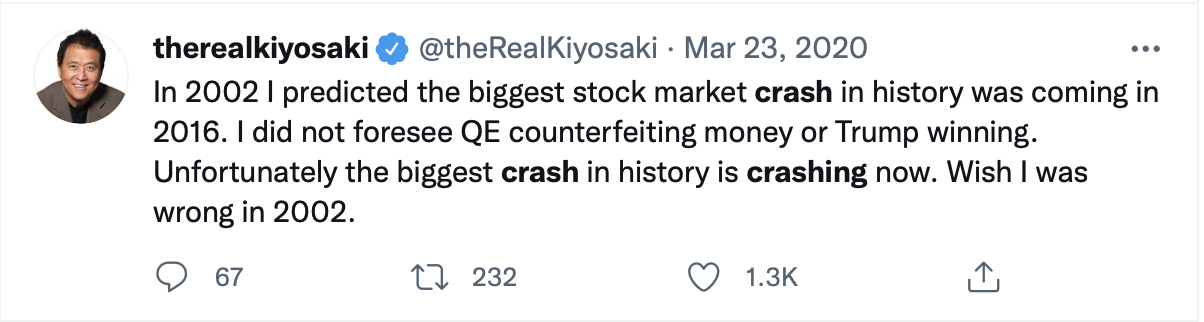 therealkiyosaki @theRealKiyosaki · Mar 23, 2020
In 2002 I predicted the biggest stock market crash in history was coming in
2016. I did not foresee QE counterfeiting money or Trump winning.
Unfortunately the biggest crash in history is crashing now. Wish I was
wrong in 2002.
67 232 1.3K